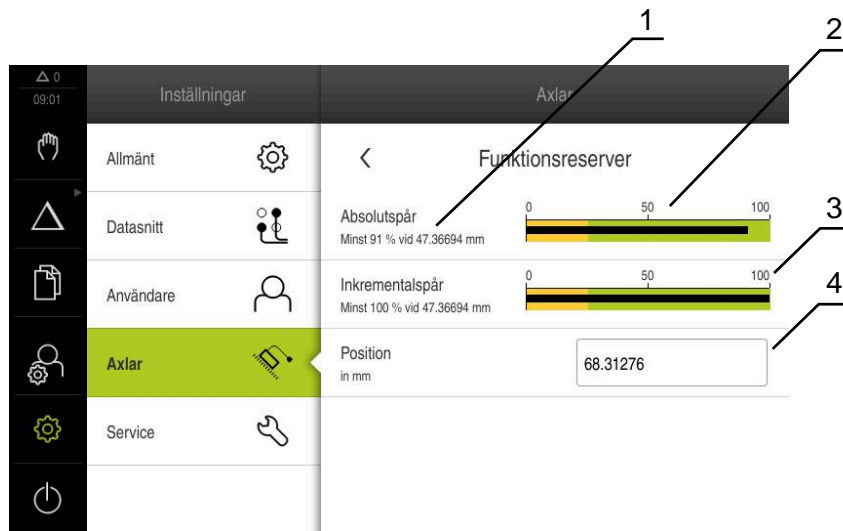 1
2
0
09:01
Inställningar
Axlar
Allmänt
Funktionsreserver
Datasnitt
Absolutspår
Minst 91 % vid 47.36694 mm
0 50 100
3
Användare
Inkrementalspår
Minst 100 % vid 47.36694 mm
0 50 100
4
Axlar
Position
in mm
68.31276
Service